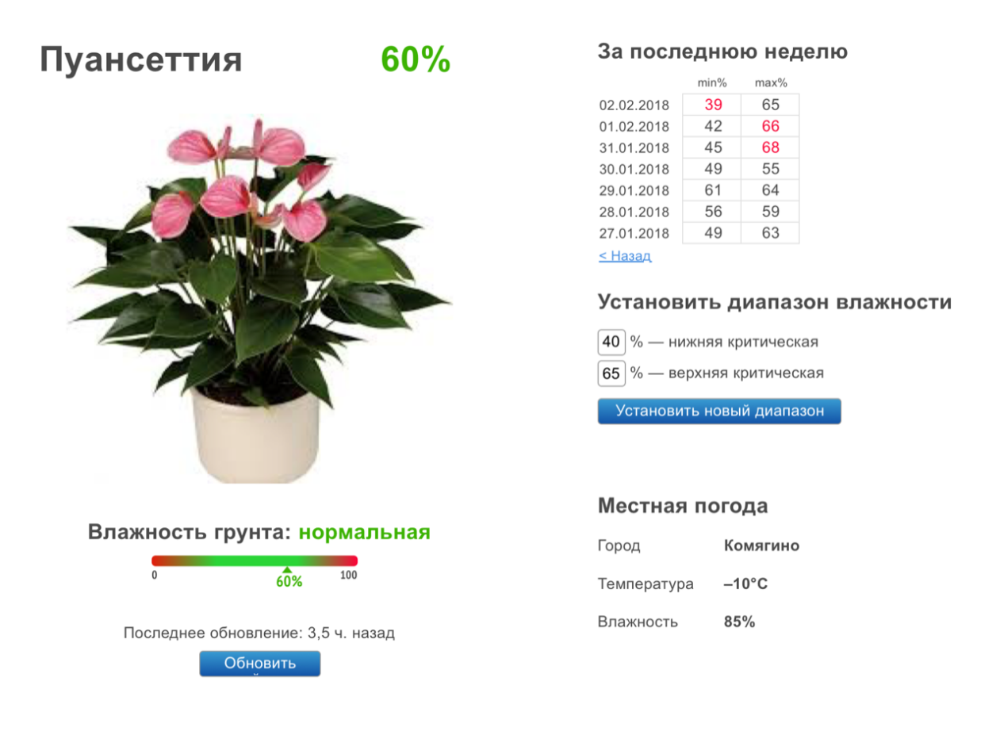 Пуансеттия 60%
Влажность грунта: нормальная
0 100
60%
Последнее обновление: 3,5 ч. назад
Обновить
За последнюю неделю
min% max%
02.02.2018 39 65
01.02.2018 42 66
31.01.2018 45 68
30.01.2018 49 55
29.01.2018 61 64
28.01.2018 56 59
27.01.2018 49 63
< Назад
Установить диапазон влажности
40 % — нижняя критическая
65 % — верхняя критическая
Установить новый диапазон
Местная погода
Город Комягино
Температура –10°C
Влажность 85%